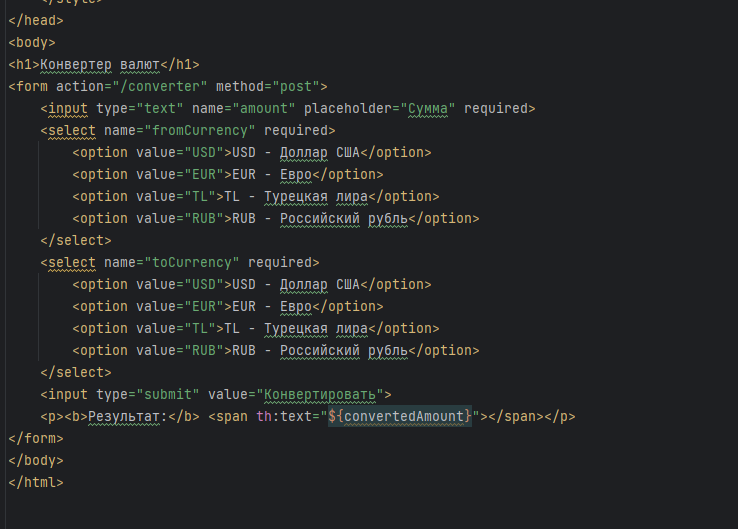 </style>
</head>
<body>
<h1>Конвертер валют</h1>
<form action="/converter" method="post">
<input type="text" name="amount" placeholder="Сумма" required>
<select name="fromCurrency" required>
<option value="USD">USD - Доллар США</option>
<option value="EUR">EUR - Евро</option>
<option value="TL">TL - Турецкая лира</option>
<option value="RUB">RUB - Российский рубль</option>
</select>
<select name="toCurrency" required>
<option value="USD">USD - Доллар США</option>
<option value="EUR">EUR - Евро</option>
<option value="TL">TL - Турецкая лира</option>
<option value="RUB">RUB - Российский рубль</option>
</select>
<input type="submit" value="Конвертировать">
<p><b>Результат:</b> <span th:text="${convertedAmount}"></span></p>
</form>
</body>
</html>